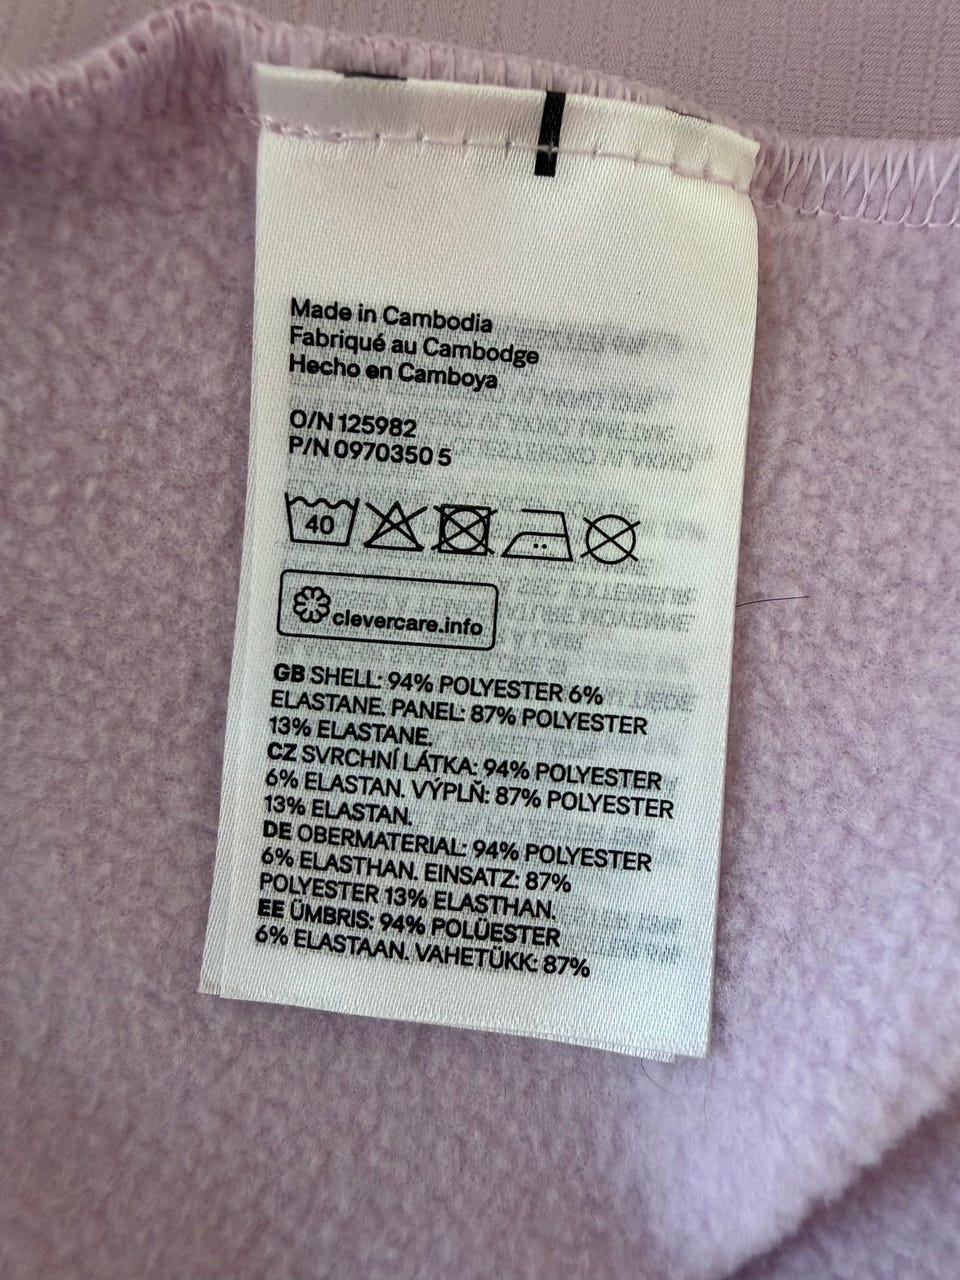 Made in Cambodia
Fabriqué au Cambodge
Hecho en Camboya
O/N 125982
P/N 0970350 5
40
clevercare.info
GB SHELL: 94% POLYESTER 6%
ELASTANE. PANEL: 87% POLYESTER
13% ELASTANE.
CZ SVRCHNÍ LÁTKA: 94% POLYESTER
6% ELASTAN. VÝPLŇ: 87% POLYESTER
13% ELASTAN.
DE OBERMATERIAL: 94% POLYESTER
6% ELASTHAN. EINSATZ: 87%
POLYESTER 13% ELASTHAN.
EE ÜMBRIS: 94% POLÜESTER
6% ELASTAAN. VAHETÜKK: 87%